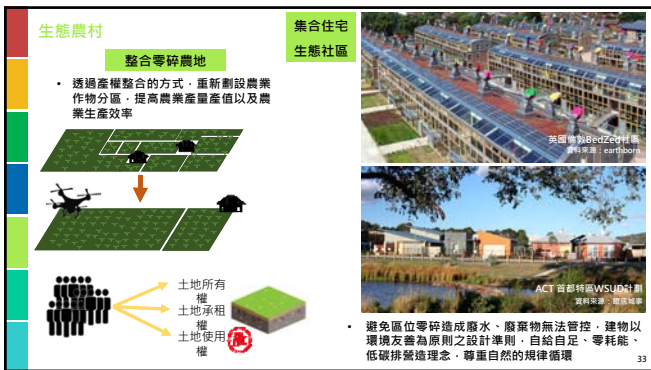 生態農村
整合零碎農地
• 透過產權整合的方式，重新劃設農業
作物分區，提高農業產量產值以及農
業生產效率
土地所有
權
土地承租
權
土地使用
權
集合住宅
生態社區
英國倫敦BedZed社區
資料來源：earthborn
ACT 首都特區WSUD計劃
資料來源：眼底城事
• 避免區位零碎造成廢水、廢棄物無法管控，建物以
環境友善為原則之設計準則，自給自足、零耗能、
低碳排營造理念，尊重自然的規律循環
33